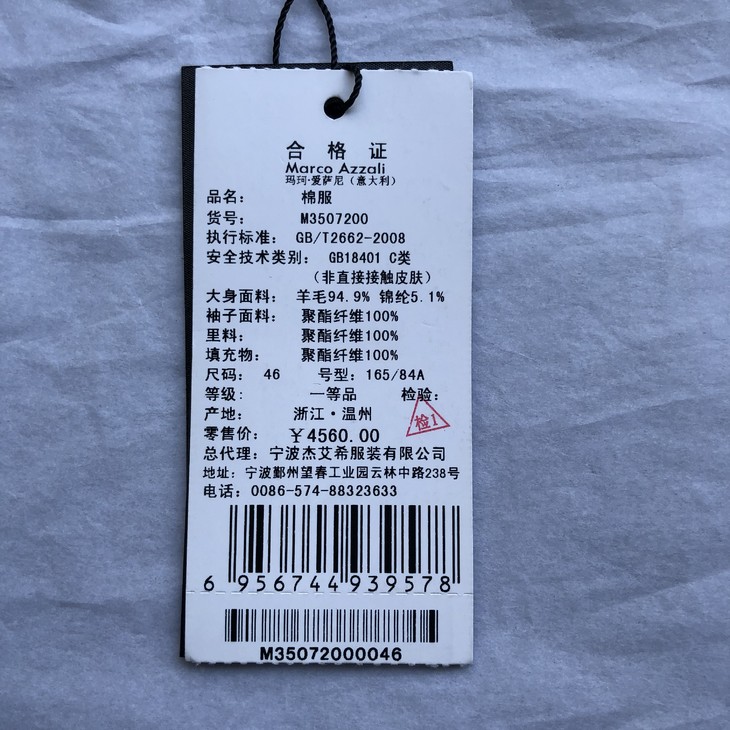 合格证
Marco Azzali
玛珂·爱萨尼（意大利）
品名： 棉服
货号： M3507200
执行标准： GB/T2662-2008
安全技术类别： GB18401 C类
（非直接接触皮肤）
大身面料： 羊毛94.9% 锦纶5.1%
袖子面料： 聚酯纤维100%
里料： 聚酯纤维100%
填充物： 聚酯纤维100%
尺码： 46 号型：165/84A
等级： 一等品 检验：
检1
产地： 浙江·温州
零售价： ￥4560.00
总代理：宁波杰艾希服装有限公司
地址：宁波鄞州望春工业园云林中路238号
电话：0086-574-88323633
6 956744 939578
M35072000046